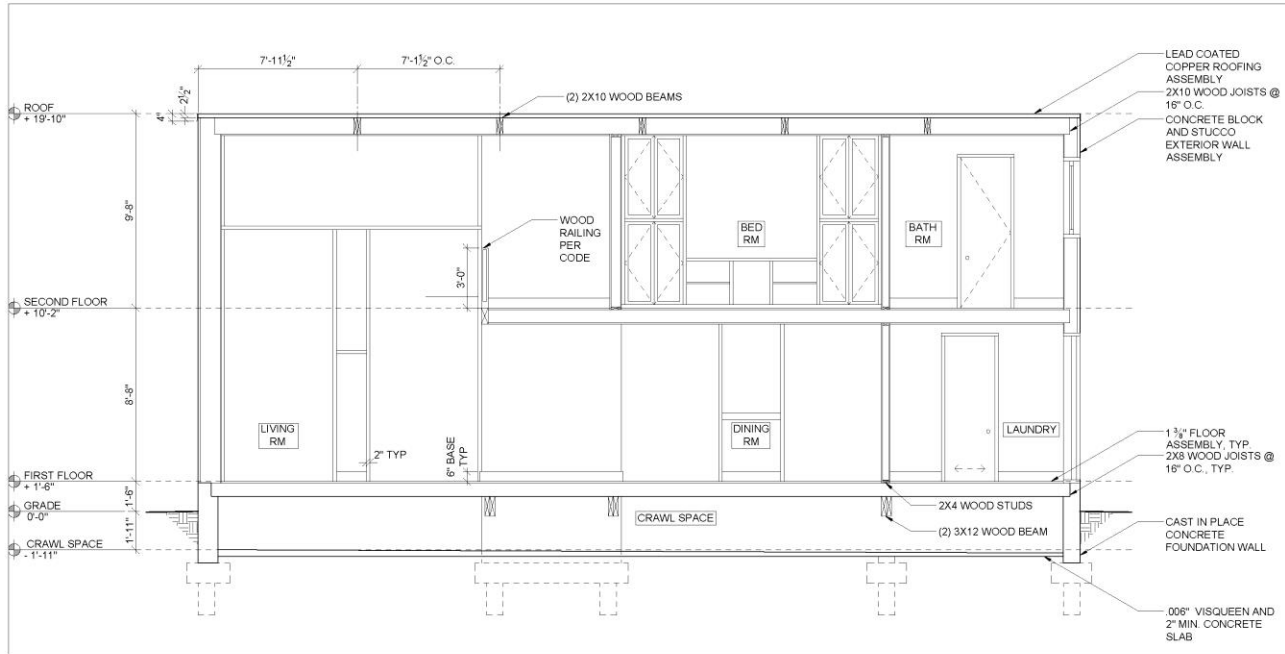 7'-11½"
7'-1½" O.C.
2½"
4"
(2) 2X10 WOOD BEAMS
LEAD COATED
COPPER ROOFING
ASSEMBLY
2X10 WOOD JOISTS @
16" O.C.
CONCRETE BLOCK
AND STUCCO
EXTERIOR WALL
ASSEMBLY
ROOF
+ 19'-10"
9'-8"
WOOD
RAILING
PER
CODE
3'-0"
BED
RM
BATH
RM
SECOND FLOOR
+ 10'-2"
8'-8"
LIVING
RM
2" TYP
6" BASE
TYP
DINING
RM
LAUNDRY
1 ⅜" FLOOR
ASSEMBLY, TYP.
2X8 WOOD JOISTS @
16" O.C., TYP.
FIRST FLOOR
+ 1'-6"
1'-6"
GRADE
0'-0"
1'-11"
CRAWL SPACE
- 1'-11"
CRAWL SPACE
2X4 WOOD STUDS
(2) 3X12 WOOD BEAM
CAST IN PLACE
CONCRETE
FOUNDATION WALL
.006" VISQUEEN AND
2" MIN. CONCRETE
SLAB